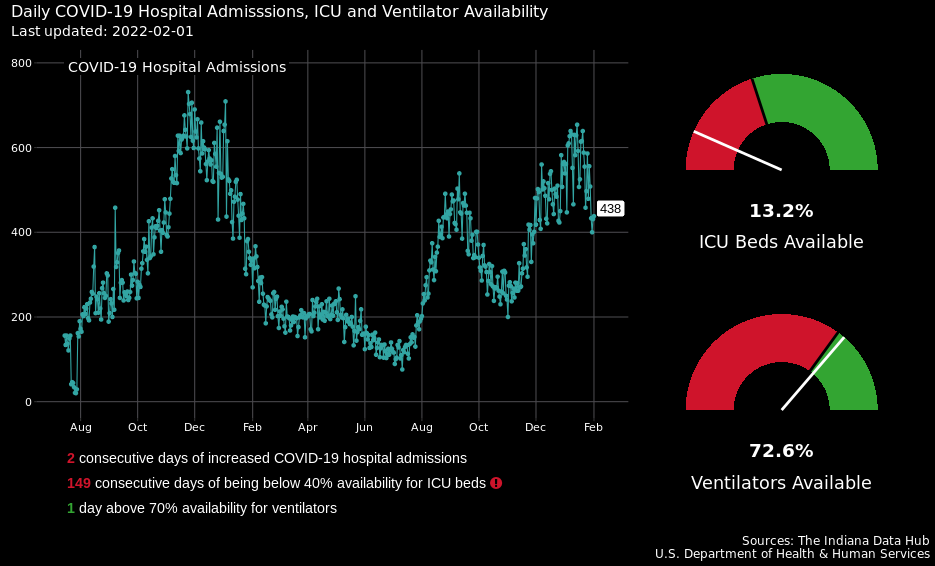 Daily COVID-19 Hospital Admisssions, ICU and Ventilator Availability
Last updated: 2022-02-01
COVID-19 Hospital Admissions
800
600
400
200
0
438
Aug Oct Dec Feb Apr Jun Aug Oct Dec Feb
13.2%
ICU Beds Available
72.6%
Ventilators Available
2 consecutive days of increased COVID-19 hospital admissions
149 consecutive days of being below 40% availability for ICU beds !
1 day above 70% availability for ventilators
Sources: The Indiana Data Hub
U.S. Department of Health & Human Services